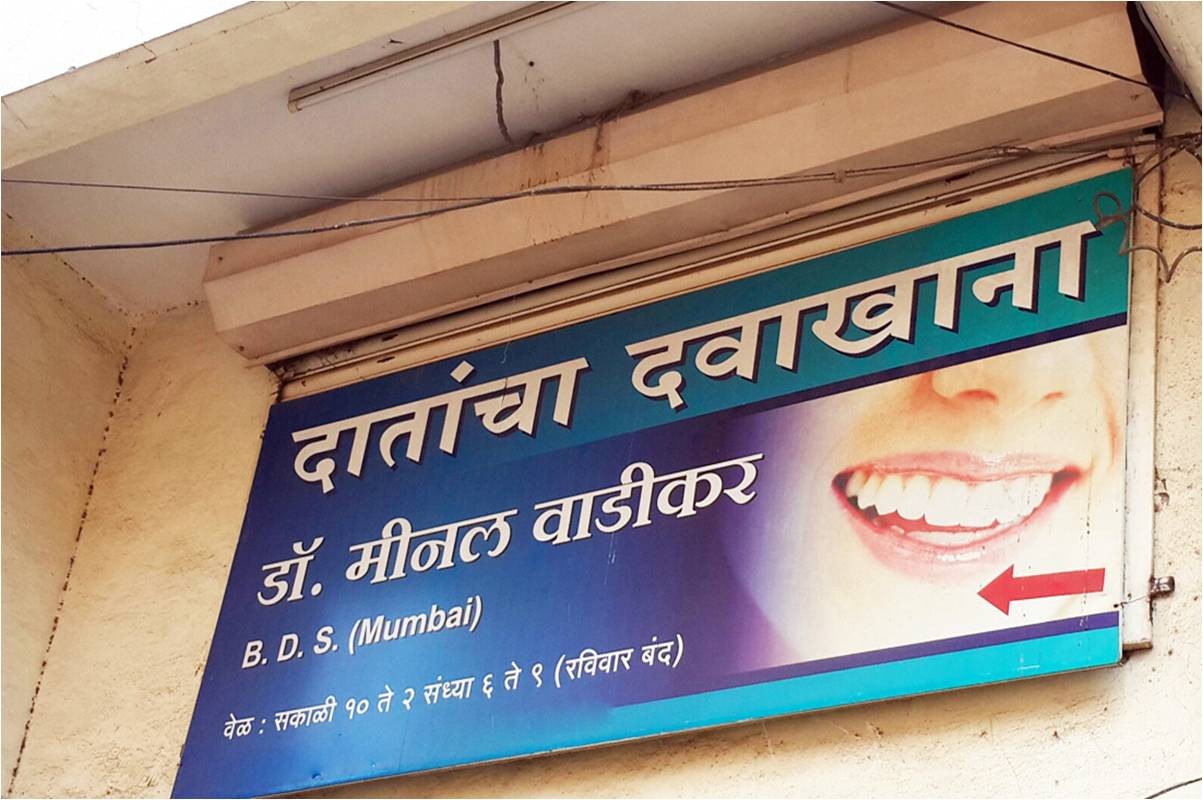 दातांचा दवाखाना
डॉ. मीनल वाडीकर
B. D. S. (Mumbai)
वेळ : सकाळी १० ते २ संध्या ६ ते ९ (रविवार बंद)